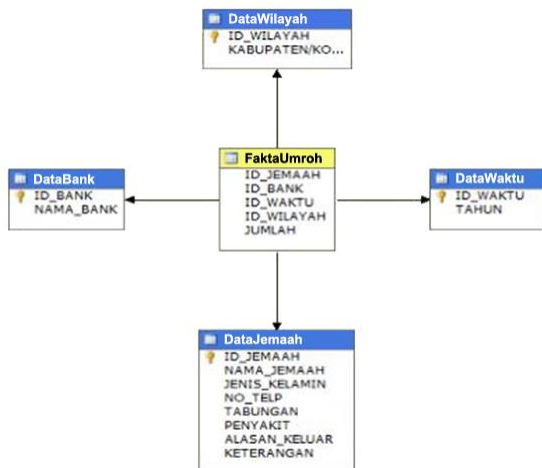 DataWilayah
ID_WILAYAH
KABUPATEN/KO...
FaktaUmroh
ID_JEMAAH
ID_BANK
ID_WAKTU
ID_WILAYAH
JUMLAH
DataBank
ID_BANK
NAMA_BANK
DataWaktu
ID_WAKTU
TAHUN
DataJemaah
ID_JEMAAH
NAMA_JEMAAH
JENIS_KELAMIN
NO_TELP
TABUNGAN
PENYAKIT
ALASAN_KELUAR
KETERANGAN